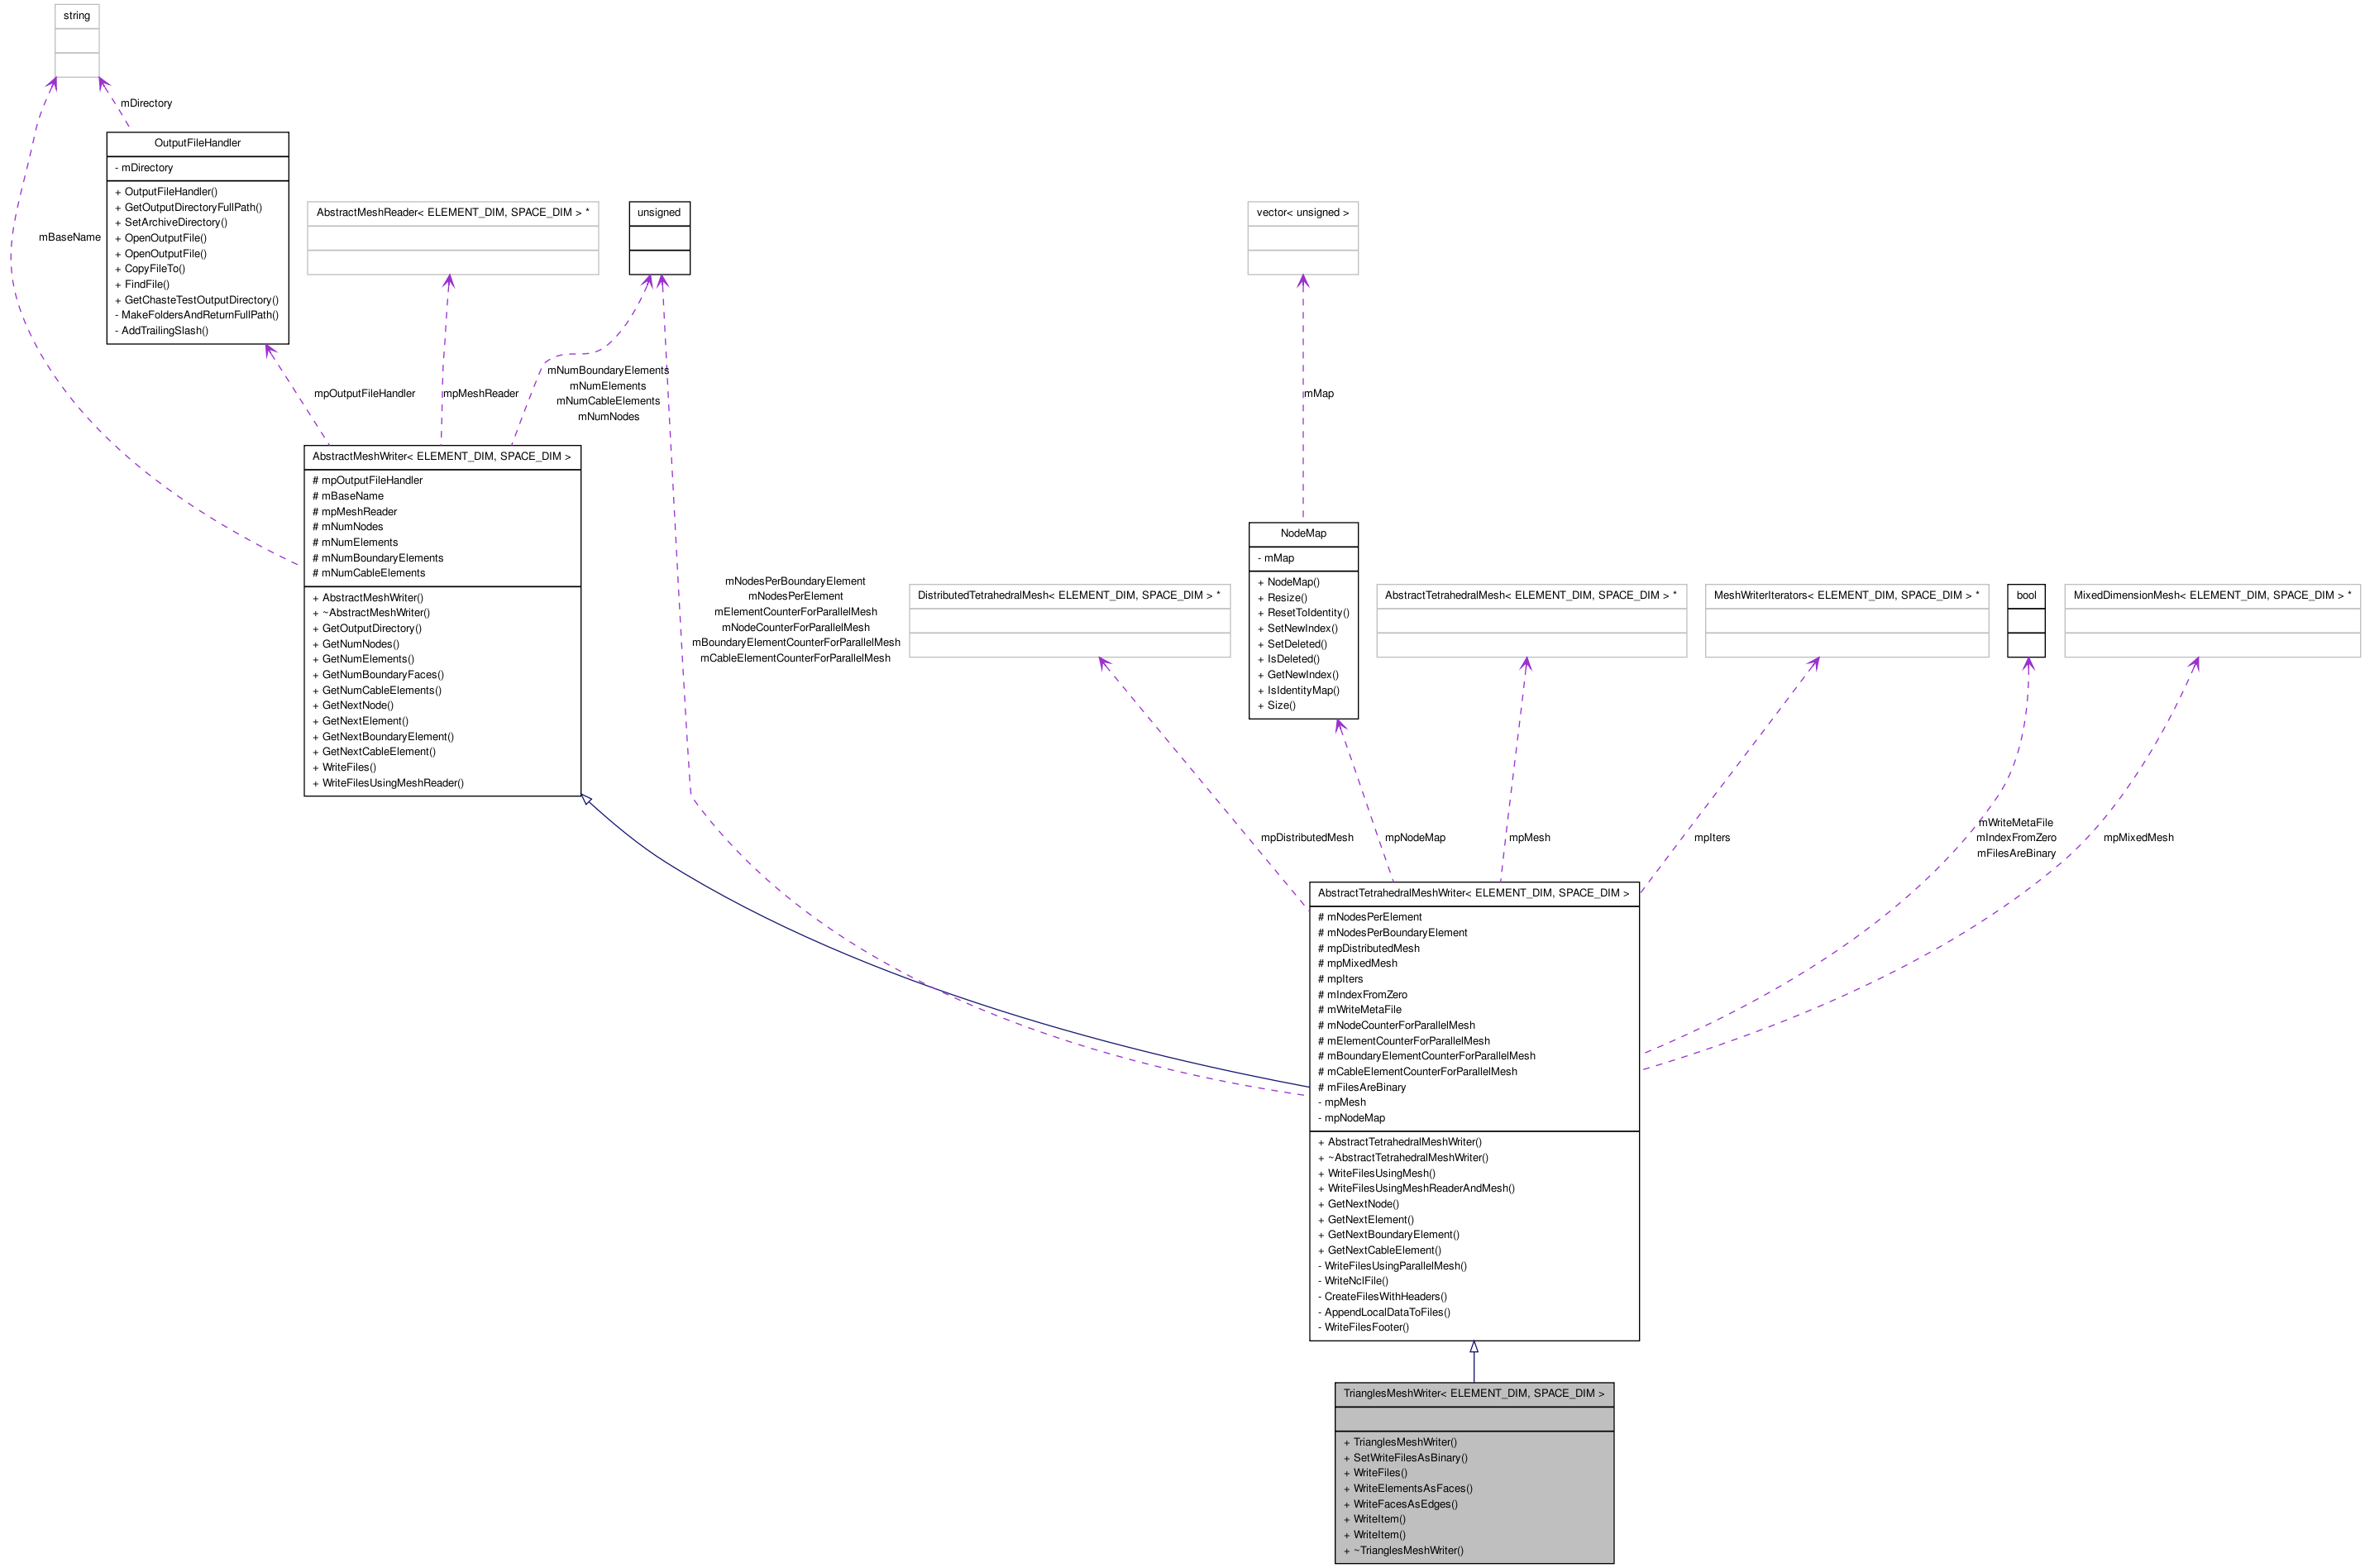 string
mDirectory
OutputFileHandler
- mDirectory
+ OutputFileHandler()
+ GetOutputDirectoryFullPath()
+ SetArchiveDirectory()
+ OpenOutputFile()
+ OpenOutputFile()
+ CopyFileTo()
+ FindFile()
+ GetChasteTestOutputDirectory()
- MakeFoldersAndReturnFullPath()
- AddTrailingSlash()
mBaseName
AbstractMeshReader< ELEMENT_DIM, SPACE_DIM > *
unsigned
vector< unsigned >
mpOutputFileHandler
mpMeshReader
mNumBoundaryElements
mNumElements
mNumCableElements
mNumNodes
mMap
AbstractMeshWriter< ELEMENT_DIM, SPACE_DIM >
# mpOutputFileHandler
# mBaseName
# mpMeshReader
# mNumNodes
# mNumElements
# mNumBoundaryElements
# mNumCableElements
+ AbstractMeshWriter()
+ ~AbstractMeshWriter()
+ GetOutputDirectory()
+ GetNumNodes()
+ GetNumElements()
+ GetNumBoundaryFaces()
+ GetNumCableElements()
+ GetNextNode()
+ GetNextElement()
+ GetNextBoundaryElement()
+ GetNextCableElement()
+ WriteFiles()
+ WriteFilesUsingMeshReader()
mNodesPerBoundaryElement
mNodesPerElement
mElementCounterForParallelMesh
mNodeCounterForParallelMesh
mBoundaryElementCounterForParallelMesh
mCableElementCounterForParallelMesh
DistributedTetrahedralMesh< ELEMENT_DIM, SPACE_DIM > *
NodeMap
- mMap
+ NodeMap()
+ Resize()
+ ResetToIdentity()
+ SetNewIndex()
+ SetDeleted()
+ IsDeleted()
+ GetNewIndex()
+ IsIdentityMap()
+ Size()
AbstractTetrahedralMesh< ELEMENT_DIM, SPACE_DIM > *
MeshWriterIterators< ELEMENT_DIM, SPACE_DIM > *
bool
MixedDimensionMesh< ELEMENT_DIM, SPACE_DIM > *
mpDistributedMesh
mpNodeMap
mpMesh
mpIters
mWriteMetaFile
mIndexFromZero
mFilesAreBinary
mpMixedMesh
AbstractTetrahedralMeshWriter< ELEMENT_DIM, SPACE_DIM >
# mNodesPerElement
# mNodesPerBoundaryElement
# mpDistributedMesh
# mpMixedMesh
# mpIters
# mIndexFromZero
# mWriteMetaFile
# mNodeCounterForParallelMesh
# mElementCounterForParallelMesh
# mBoundaryElementCounterForParallelMesh
# mCableElementCounterForParallelMesh
# mFilesAreBinary
- mpMesh
- mpNodeMap
+ AbstractTetrahedralMeshWriter()
+ ~AbstractTetrahedralMeshWriter()
+ WriteFilesUsingMesh()
+ WriteFilesUsingMeshReaderAndMesh()
+ GetNextNode()
+ GetNextElement()
+ GetNextBoundaryElement()
+ GetNextCableElement()
- WriteFilesUsingParallelMesh()
- WriteNclFile()
- CreateFilesWithHeaders()
- AppendLocalDataToFiles()
- WriteFilesFooter()
TrianglesMeshWriter< ELEMENT_DIM, SPACE_DIM >
+ TrianglesMeshWriter()
+ SetWriteFilesAsBinary()
+ WriteFiles()
+ WriteElementsAsFaces()
+ WriteFacesAsEdges()
+ WriteItem()
+ WriteItem()
+ ~TrianglesMeshWriter()